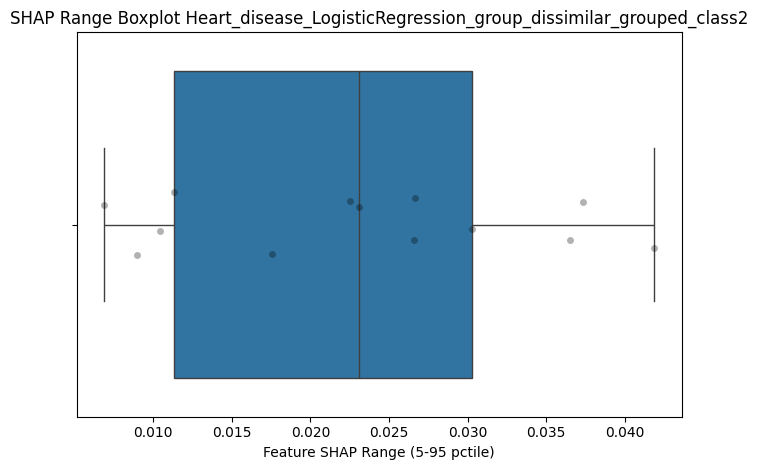 SHAP Range Boxplot Heart_disease_LogisticRegression_group_dissimilar_grouped_class2
0.010 0.015 0.020 0.025 0.030 0.035 0.040
Feature SHAP Range (5-95 pctile)